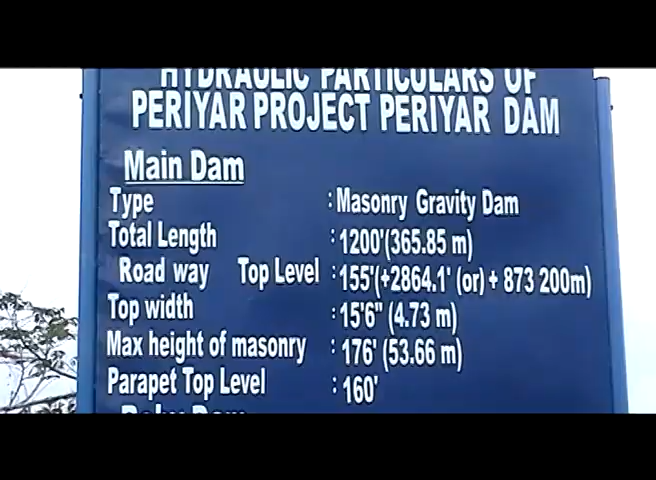 HYDRAULIC PARTICULARS OF
PERIYAR PROJECT PERIYAR DAM
Main Dam
Type : Masonry Gravity Dam
Total Length : 1200'(365.85 m)
Road way Top Level : 155'(+2864.1' (or) + 873 200m)
Top width : 15'6" (4.73 m)
Max height of masonry : 176' (53.66 m)
Parapet Top Level : 160'
Baby Dam